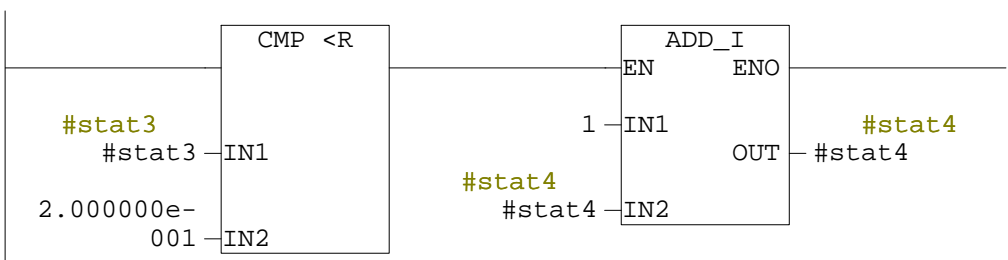 CMP <R
ADD_I
EN ENO
#stat3
1 IN1
#stat4
#stat3 IN1
OUT #stat4
#stat4
2.000000e-
#stat4 IN2
001 IN2